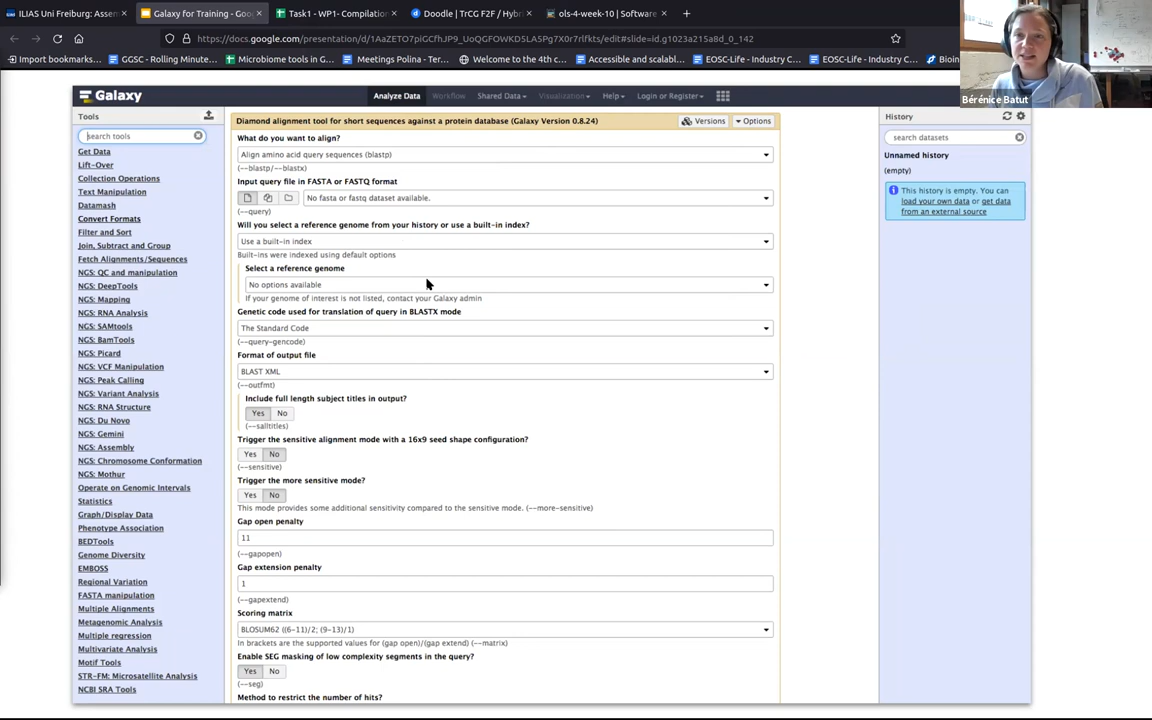 ILIAS Uni Freiburg: Assem
Galaxy for Training - Goo
Task1 - WP1- Compilation
Doodle | TrCG F2F / Hybri
ols-4-week-10 | Software
https://docs.google.com/presentation/d/1AaZETO7piGCfhJP9_UoQGFOWKD5LA5Pg7X0r7rlfkts/edit#slide=id.g1023a215a8d_0_142
Import bookmarks...
GGSC - Rolling Minute...
Microbiome tools in G...
Meetings Polina - Ter...
Welcome to the 4th c...
Accessible and scalabl...
EOSC-Life - Industry C...
EOSC-Life - Industry C...
Bioin
Bérénice Batut
Galaxy
Analyze Data
Workflow
Shared Data
Visualization
Help
Login or Register
Tools
search tools
Get Data
Lift-Over
Collection Operations
Text Manipulation
Datamash
Convert Formats
Filter and Sort
Join, Subtract and Group
Fetch Alignments/Sequences
NGS: QC and manipulation
NGS: DeepTools
NGS: Mapping
NGS: RNA Analysis
NGS: SAMtools
NGS: BamTools
NGS: Picard
NGS: VCF Manipulation
NGS: Peak Calling
NGS: Variant Analysis
NGS: RNA Structure
NGS: Du Novo
NGS: Gemini
NGS: Assembly
NGS: Chromosome Conformation
NGS: Mothur
Operate on Genomic Intervals
Statistics
Graph/Display Data
Phenotype Association
BEDTools
Genome Diversity
EMBOSS
Regional Variation
FASTA manipulation
Multiple Alignments
Metagenomic Analysis
Multiple regression
Multivariate Analysis
Motif Tools
STR-FM: Microsatellite Analysis
NCBI SRA Tools
Diamond alignment tool for short sequences against a protein database (Galaxy Version 0.8.24)
Versions
Options
What do you want to align?
Align amino acid query sequences (blastp)
(--blastp/--blastx)
Input query file in FASTA or FASTQ format
No fasta or fastq dataset available.
(--query)
Will you select a reference genome from your history or use a built-in index?
Use a built-in index
Built-ins were indexed using default options
Select a reference genome
No options available
If your genome of interest is not listed, contact your Galaxy admin
Genetic code used for translation of query in BLASTX mode
The Standard Code
(--query-gencode)
Format of output file
BLAST XML
(--outfmt)
Include full length subject titles in output?
Yes No
(--salltitles)
Trigger the sensitive alignment mode with a 16x9 seed shape configuration?
Yes No
(--sensitive)
Trigger the more sensitive mode?
Yes No
This mode provides some additional sensitivity compared to the sensitive mode. (--more-sensitive)
Gap open penalty
11
(--gapopen)
Gap extension penalty
1
(--gapextend)
Scoring matrix
BLOSUM62 ((6-11)/2; (9-13)/1)
In brackets are the supported values for (gap open)/(gap extend) (--matrix)
Enable SEG masking of low complexity segments in the query?
Yes No
(--seg)
Method to restrict the number of hits?
History
search datasets
Unnamed history
(empty)
This history is empty. You can
load your own data or get data
from an external source